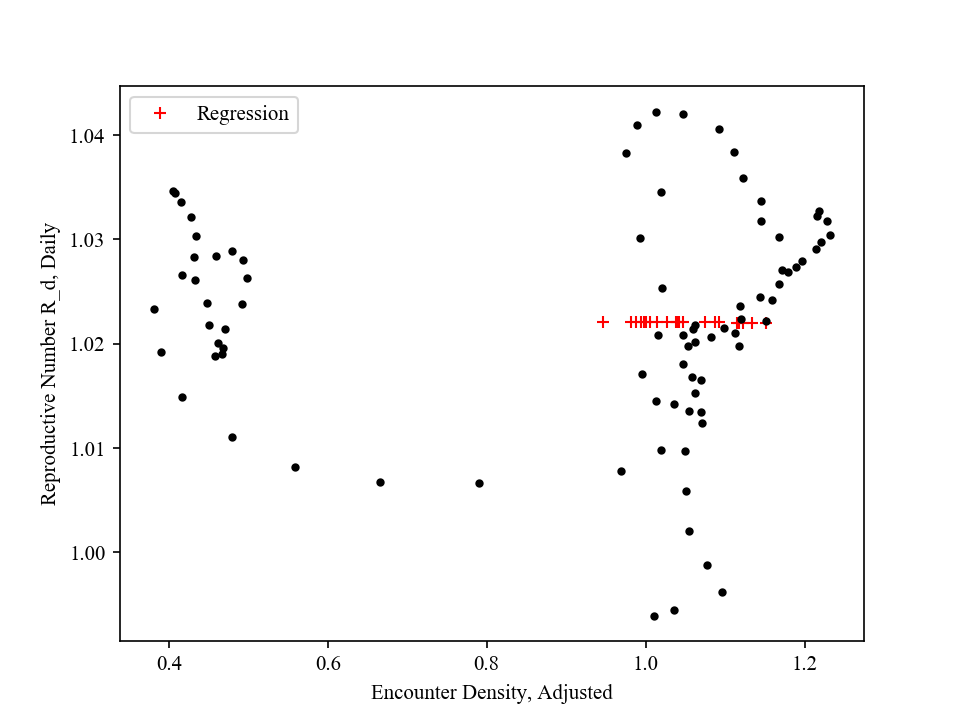 Regression
1.04
1.03
1.02
1.01
1.00
Reproductive Number R_d, Daily
0.4 0.6 0.8 1.0 1.2
Encounter Density, Adjusted